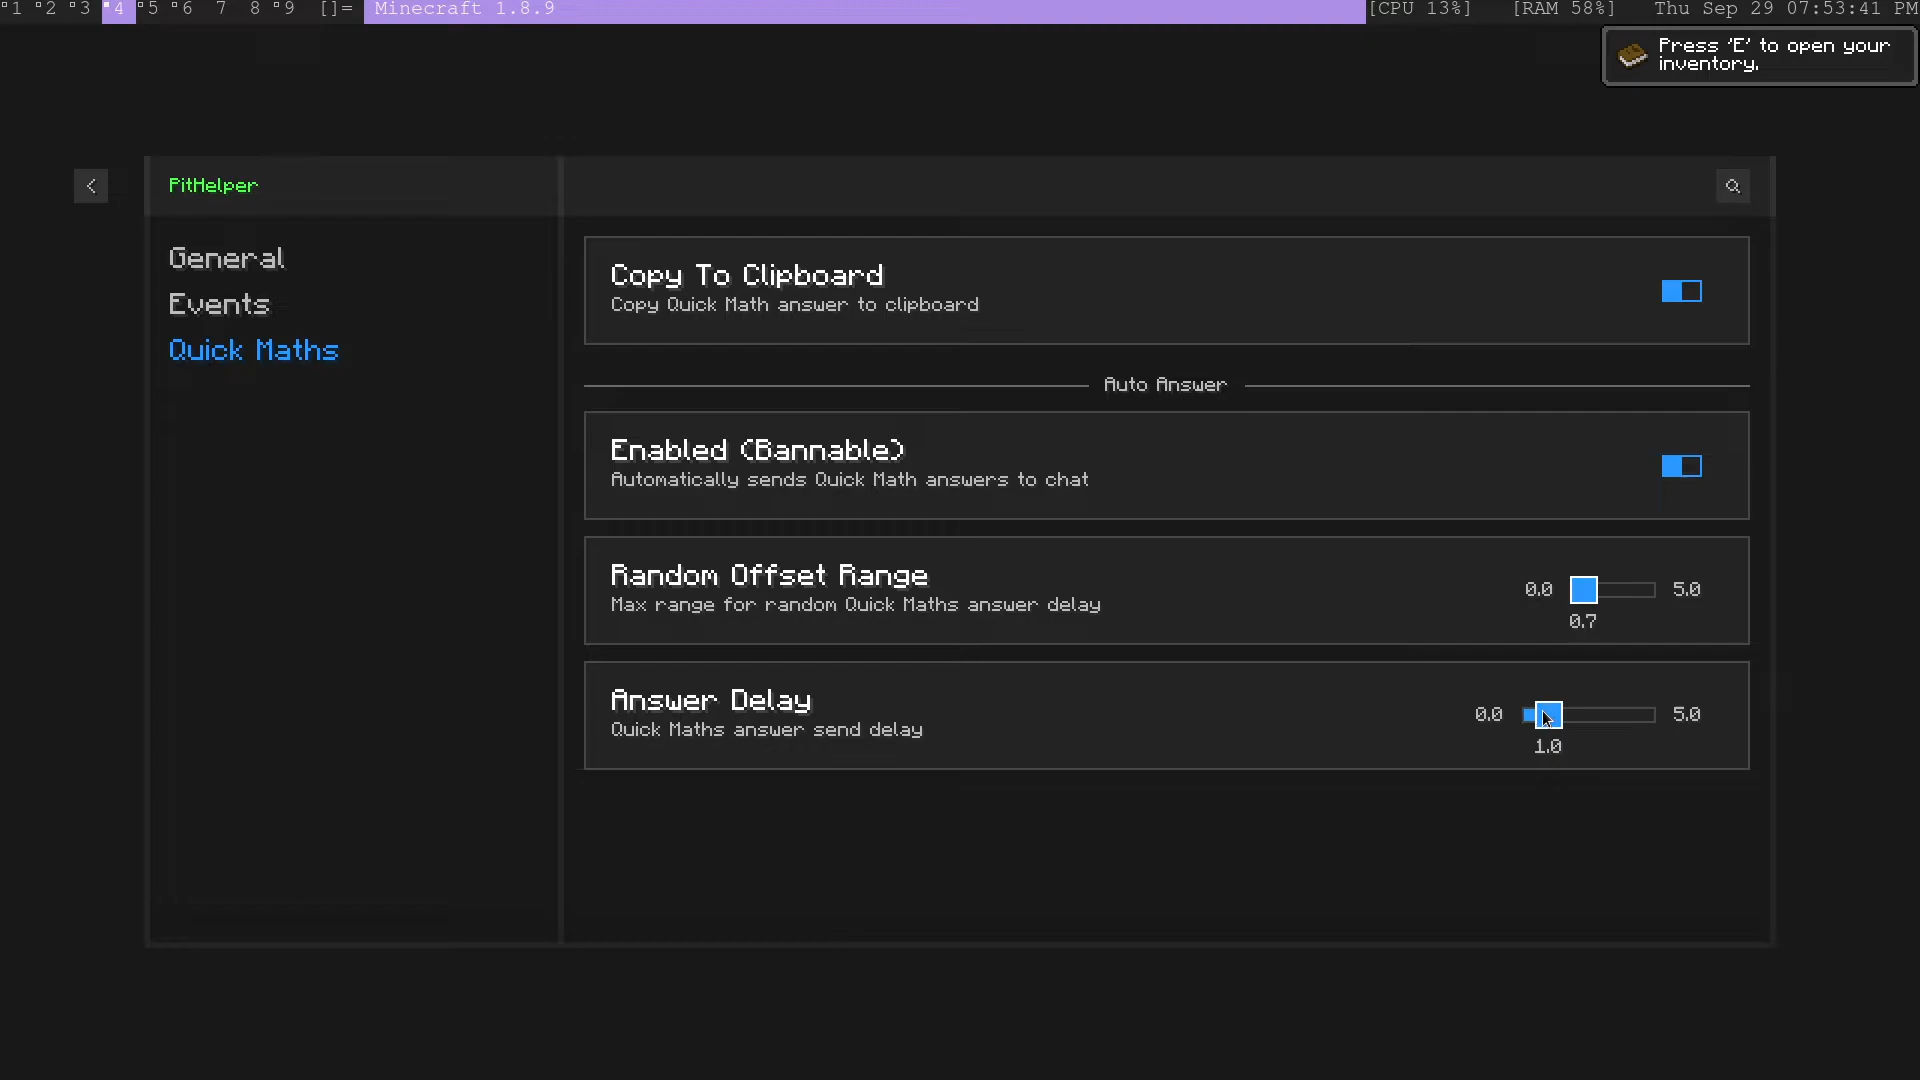 1 2 3 4 5 6 7 8 9 []= Minecraft 1.8.9 [CPU 13%] [RAM 58%] Thu Sep 29 07:53:41 PM
Press 'E' to open your
inventory.
<
PitHelper
General
Events
Quick Maths
Copy To Clipboard
Copy Quick Math answer to clipboard
Auto Answer
Enabled (Bannable)
Automatically sends Quick Math answers to chat
Random Offset Range
Max range for random Quick Maths answer delay
0.0 5.0
0.7
Answer Delay
Quick Maths answer send delay
0.0 5.0
1.0